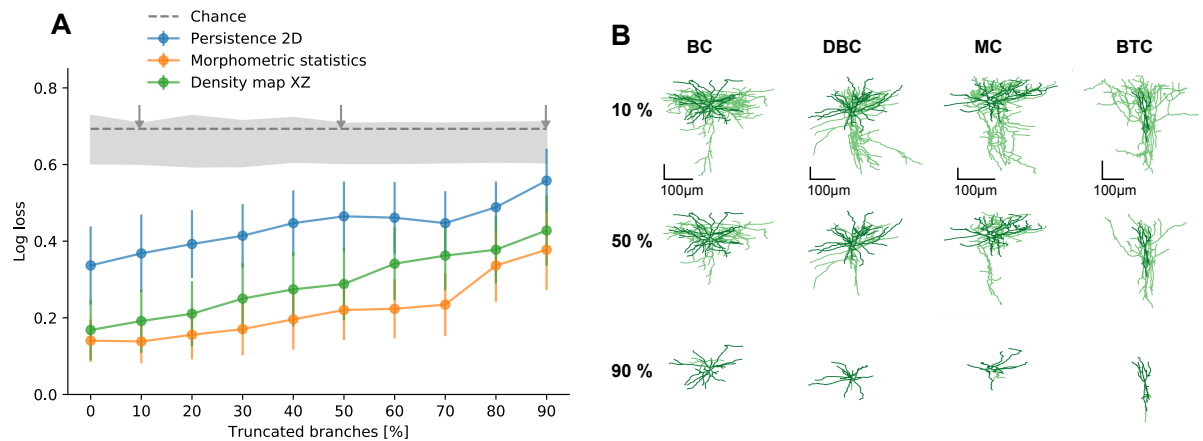 A
Chance
Persistence 2D
Morphometric statistics
Density map XZ
0.8
0.6
0.4
0.2
0.0
Log loss
0 10 20 30 40 50 60 70 80 90
Truncated branches [%]
B
BC DBC MC BTC
10 %
100µm 100µm 100µm 100µm
50 %
90 %